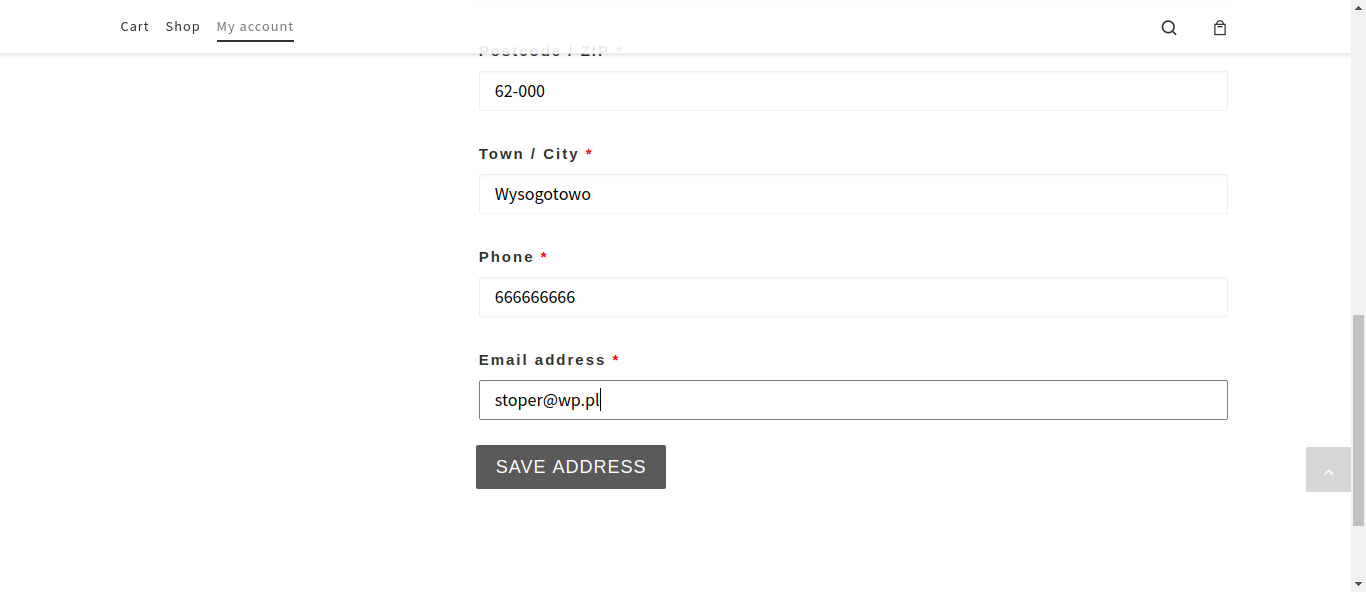 Cart Shop My account
Postcode / ZIP *
62-000
Town / City *
Wysogotowo
Phone *
666666666
Email address *
stoper@wp.pl
SAVE ADDRESS